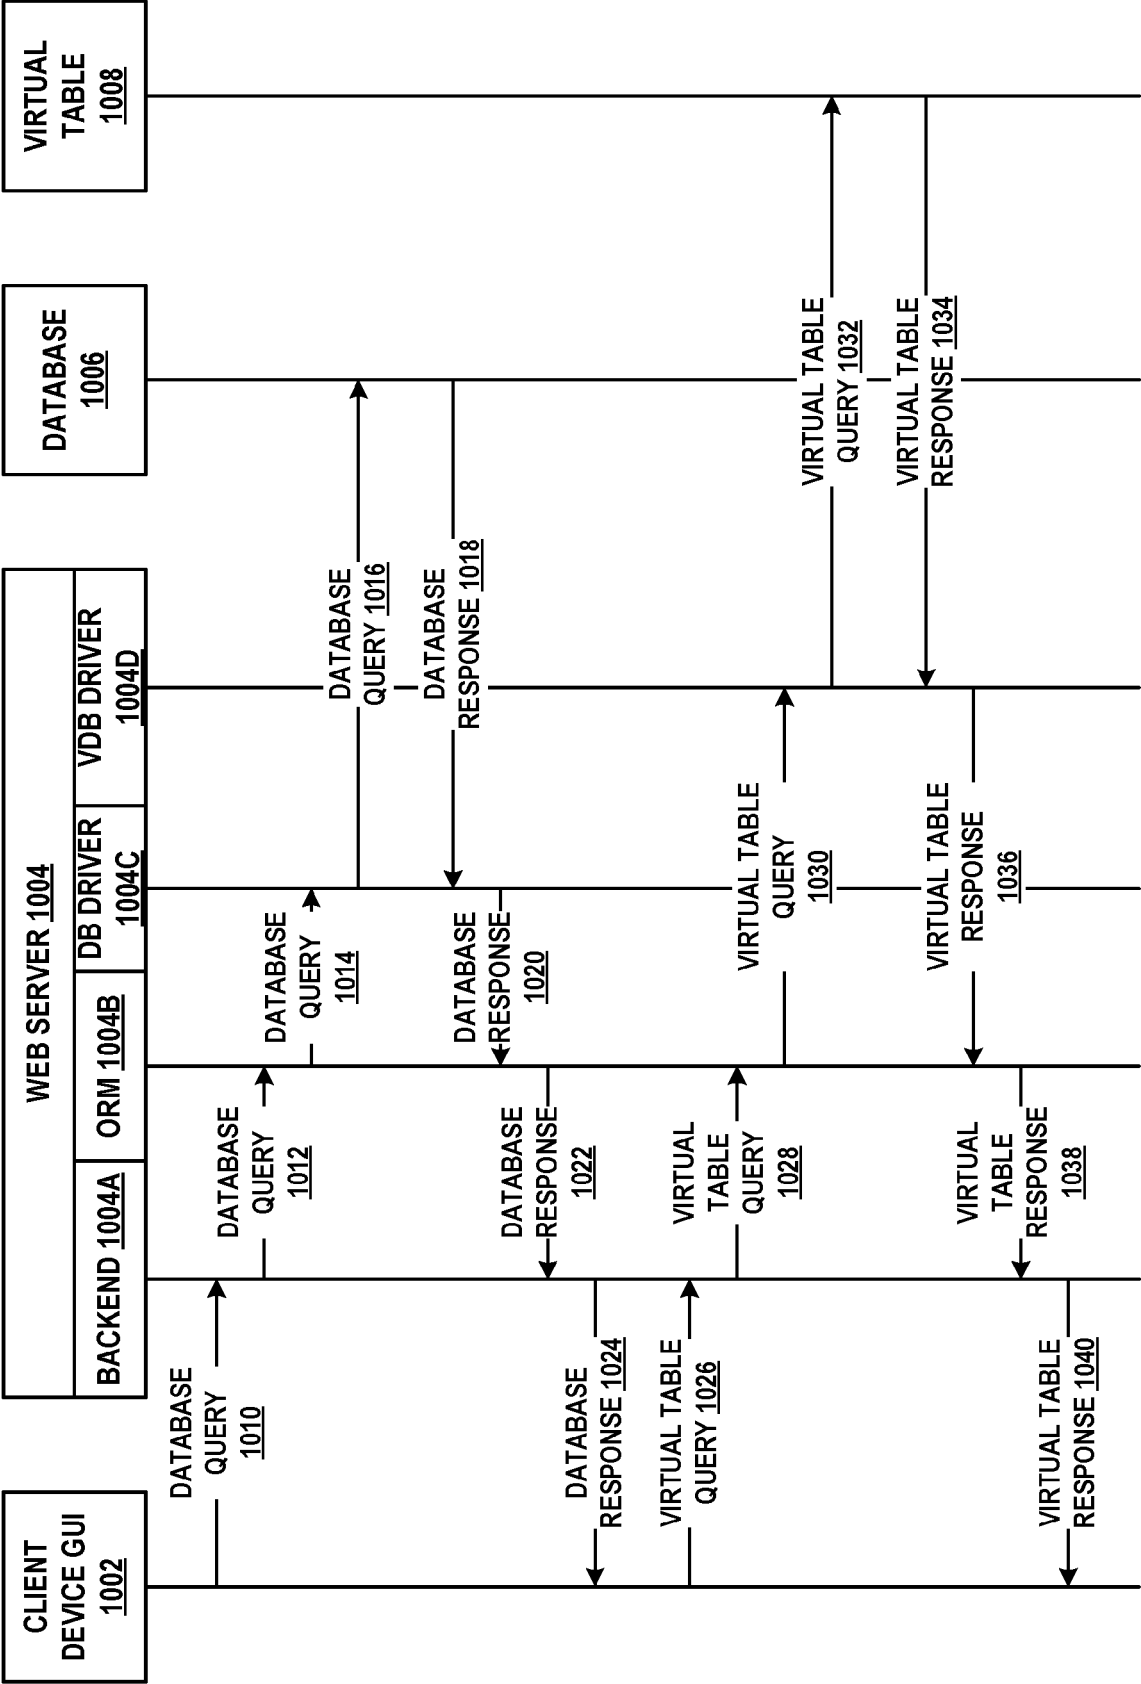 CLIENT
DEVICE GUI
1002
WEB SERVER 1004
BACKEND 1004A
ORM 1004B
DB DRIVER
1004C
VDB DRIVER
1004D
DATABASE
1006
VIRTUAL
TABLE
1008
DATABASE
QUERY
1010
DATABASE
QUERY
1012
DATABASE
QUERY
1014
DATABASE
QUERY 1016
DATABASE
RESPONSE 1018
DATABASE
RESPONSE
1020
DATABASE
RESPONSE
1022
DATABASE
RESPONSE 1024
VIRTUAL TABLE
QUERY 1026
VIRTUAL
TABLE
QUERY
1028
VIRTUAL TABLE
QUERY
1030
VIRTUAL TABLE
QUERY 1032
VIRTUAL TABLE
RESPONSE 1034
VIRTUAL TABLE
RESPONSE
1036
VIRTUAL
TABLE
RESPONSE
1038
VIRTUAL TABLE
RESPONSE 1040